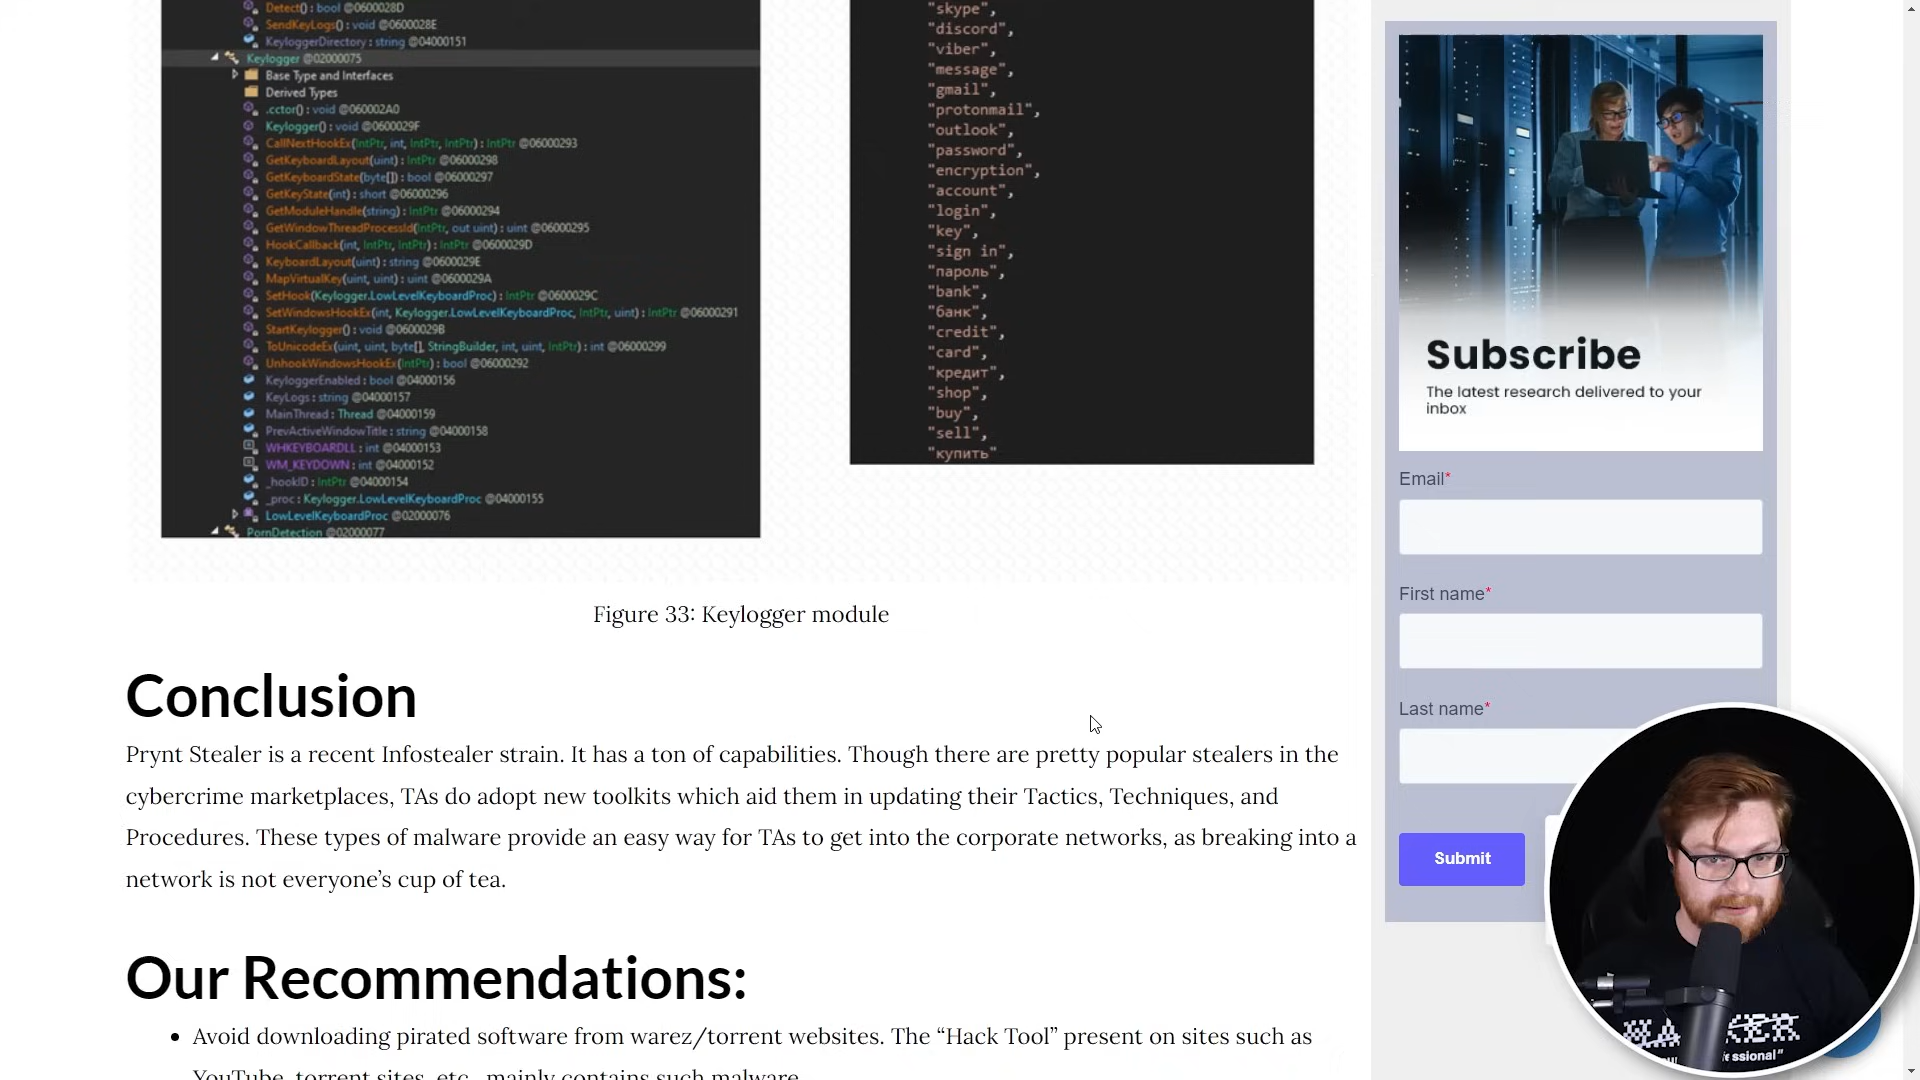 Detect() : bool @0600028D
SendKeyLogs() : void @0600028E
KeyloggerDirectory : string @04000151
Keylogger @02000075
Base Type and Interfaces
Derived Types
.cctor() : void @060002A0
Keylogger() : void @0600029F
CallNextHookEx(IntPtr, int, IntPtr, IntPtr) : IntPtr @06000293
GetKeyboardLayout(uint) : IntPtr @06000298
GetKeyboardState(byte[]) : bool @06000297
GetKeyState(int) : short @06000296
GetModuleHandle(string) : IntPtr @06000294
GetWindowThreadProcessId(IntPtr, out uint) : uint @06000295
HookCallback(int, IntPtr, IntPtr) : IntPtr @0600029D
KeyboardLayout(uint) : string @0600029E
MapVirtualKey(uint, uint) : uint @0600029A
SetHook(Keylogger.LowLevelKeyboardProc) : IntPtr @0600029C
SetWindowsHookEx(int, Keylogger.LowLevelKeyboardProc, IntPtr, uint) : IntPtr @06000291
StartKeylogger() : void @0600029B
ToUnicodeEx(uint, uint, byte[], StringBuilder, int, uint, IntPtr) : int @06000299
UnhookWindowsHookEx(IntPtr) : bool @06000292
KeyloggerEnabled : bool @04000156
KeyLogs : string @04000157
MainThread : Thread @04000159
PrevActiveWindowTitle : string @04000158
WHKEYBOARDLL : int @04000153
WM_KEYDOWN : int @04000152
_hookID : IntPtr @04000154
_proc : Keylogger.LowLevelKeyboardProc @04000155
LowLevelKeyboardProc @02000076
PornDetection @02000077
"skype",
"discord",
"viber",
"message",
"gmail",
"protonmail",
"outlook",
"password",
"encryption",
"account",
"login",
"key",
"sign in",
"пароль",
"bank",
"банк",
"credit",
"card",
"кредит",
"shop",
"buy",
"sell",
"купить"
Figure 33: Keylogger module
Conclusion
Prynt Stealer is a recent Infostealer strain. It has a ton of capabilities. Though there are pretty popular stealers in the
cybercrime marketplaces, TAs do adopt new toolkits which aid them in updating their Tactics, Techniques, and
Procedures. These types of malware provide an easy way for TAs to get into the corporate networks, as breaking into a
network is not everyone’s cup of tea.
Our Recommendations:
• Avoid downloading pirated software from warez/torrent websites. The “Hack Tool” present on sites such as
YouTube, torrent sites, etc., mainly contains such malware.
Subscribe
The latest research delivered to your
inbox
Email*
First name*
Last name*
Submit